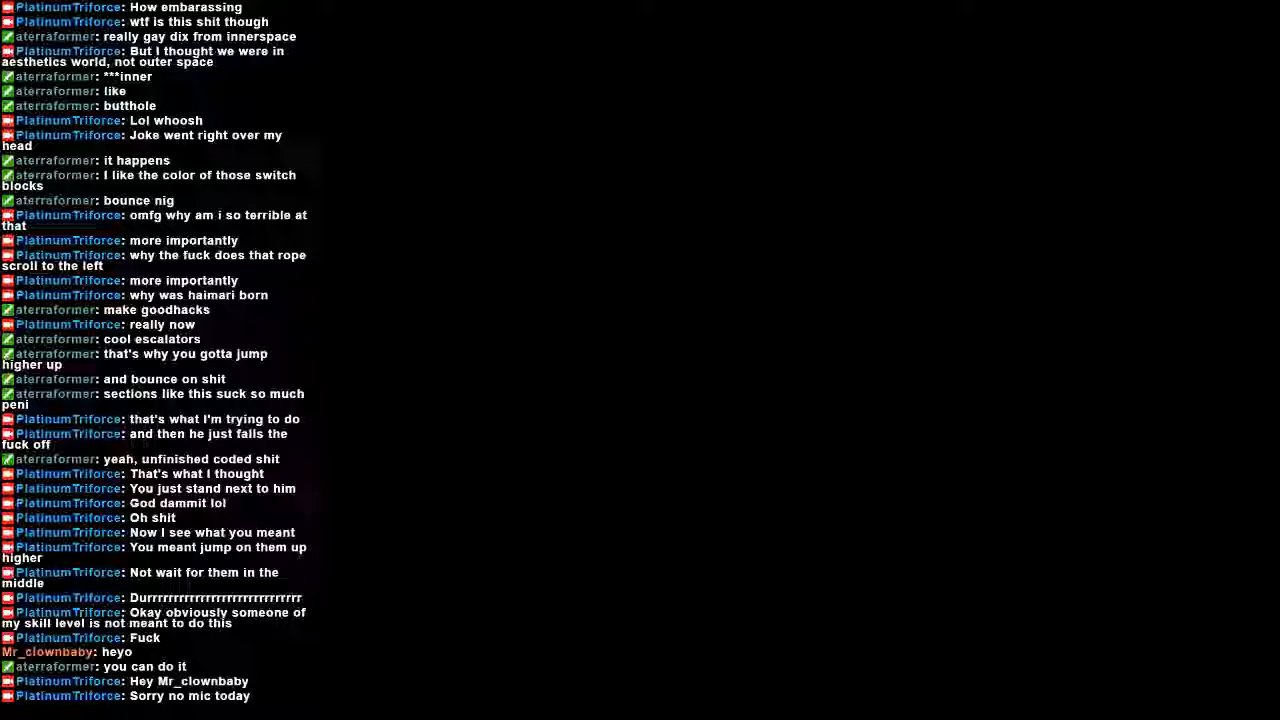 PlatinumTriforce: How embarassing
PlatinumTriforce: wtf is this shit though
aterraformer: really gay dix from innerspace
PlatinumTriforce: But I thought we were in
aesthetics world, not outer space
aterraformer: ***inner
aterraformer: like
aterraformer: butthole
PlatinumTriforce: Lol whoosh
PlatinumTriforce: Joke went right over my
head
aterraformer: it happens
aterraformer: I like the color of those switch
blocks
aterraformer: bounce nig
PlatinumTriforce: omfg why am i so terrible at
that
PlatinumTriforce: more importantly
PlatinumTriforce: why the fuck does that rope
scroll to the left
PlatinumTriforce: more importantly
PlatinumTriforce: why was haimari born
aterraformer: make goodhacks
PlatinumTriforce: really now
aterraformer: cool escalators
aterraformer: that's why you gotta jump
higher up
aterraformer: and bounce on shit
aterraformer: sections like this suck so much
peni
PlatinumTriforce: that's what I'm trying to do
PlatinumTriforce: and then he just falls the
fuck off
aterraformer: yeah, unfinished coded shit
PlatinumTriforce: That's what I thought
PlatinumTriforce: You just stand next to him
PlatinumTriforce: God dammit lol
PlatinumTriforce: Oh shit
PlatinumTriforce: Now I see what you meant
PlatinumTriforce: You meant jump on them up
higher
PlatinumTriforce: Not wait for them in the
middle
PlatinumTriforce: Durrrrrrrrrrrrrrrrrrrrrrrrrrr
PlatinumTriforce: Okay obviously someone of
my skill level is not meant to do this
PlatinumTriforce: Fuck
Mr_clownbaby: heyo
aterraformer: you can do it
PlatinumTriforce: Hey Mr_clownbaby
PlatinumTriforce: Sorry no mic today